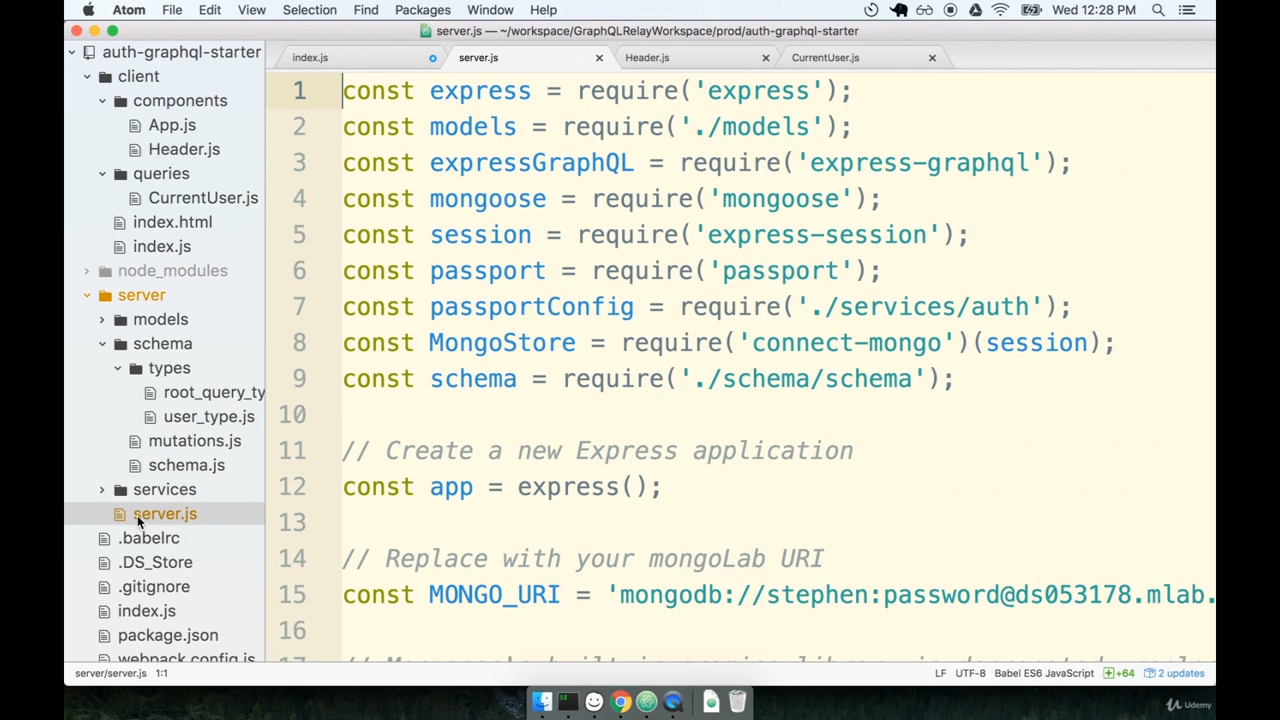 Atom File Edit View Selection Find Packages Window Help Wed 12:28 PM
server.js — ~/workspace/GraphQLRelayWorkspace/prod/auth-graphql-starter
index.js server.js Header.js CurrentUser.js
auth-graphql-starter
client
components
App.js
Header.js
queries
CurrentUser.js
index.html
index.js
node_modules
server
models
schema
types
root_query_ty
user_type.js
mutations.js
schema.js
services
server.js
.babelrc
.DS_Store
.gitignore
index.js
package.json
webpack.config.js
1 const express = require('express');
2 const models = require('./models');
3 const expressGraphQL = require('express-graphql');
4 const mongoose = require('mongoose');
5 const session = require('express-session');
6 const passport = require('passport');
7 const passportConfig = require('./services/auth');
8 const MongoStore = require('connect-mongo')(session);
9 const schema = require('./schema/schema');
10
11 // Create a new Express application
12 const app = express();
13
14 // Replace with your mongoLab URI
15 const MONGO_URI = 'mongodb://stephen:password@ds053178.mlab.
16
server/server.js 1:1 LF UTF-8 Babel ES6 JavaScript +64 2 updates
Udemy